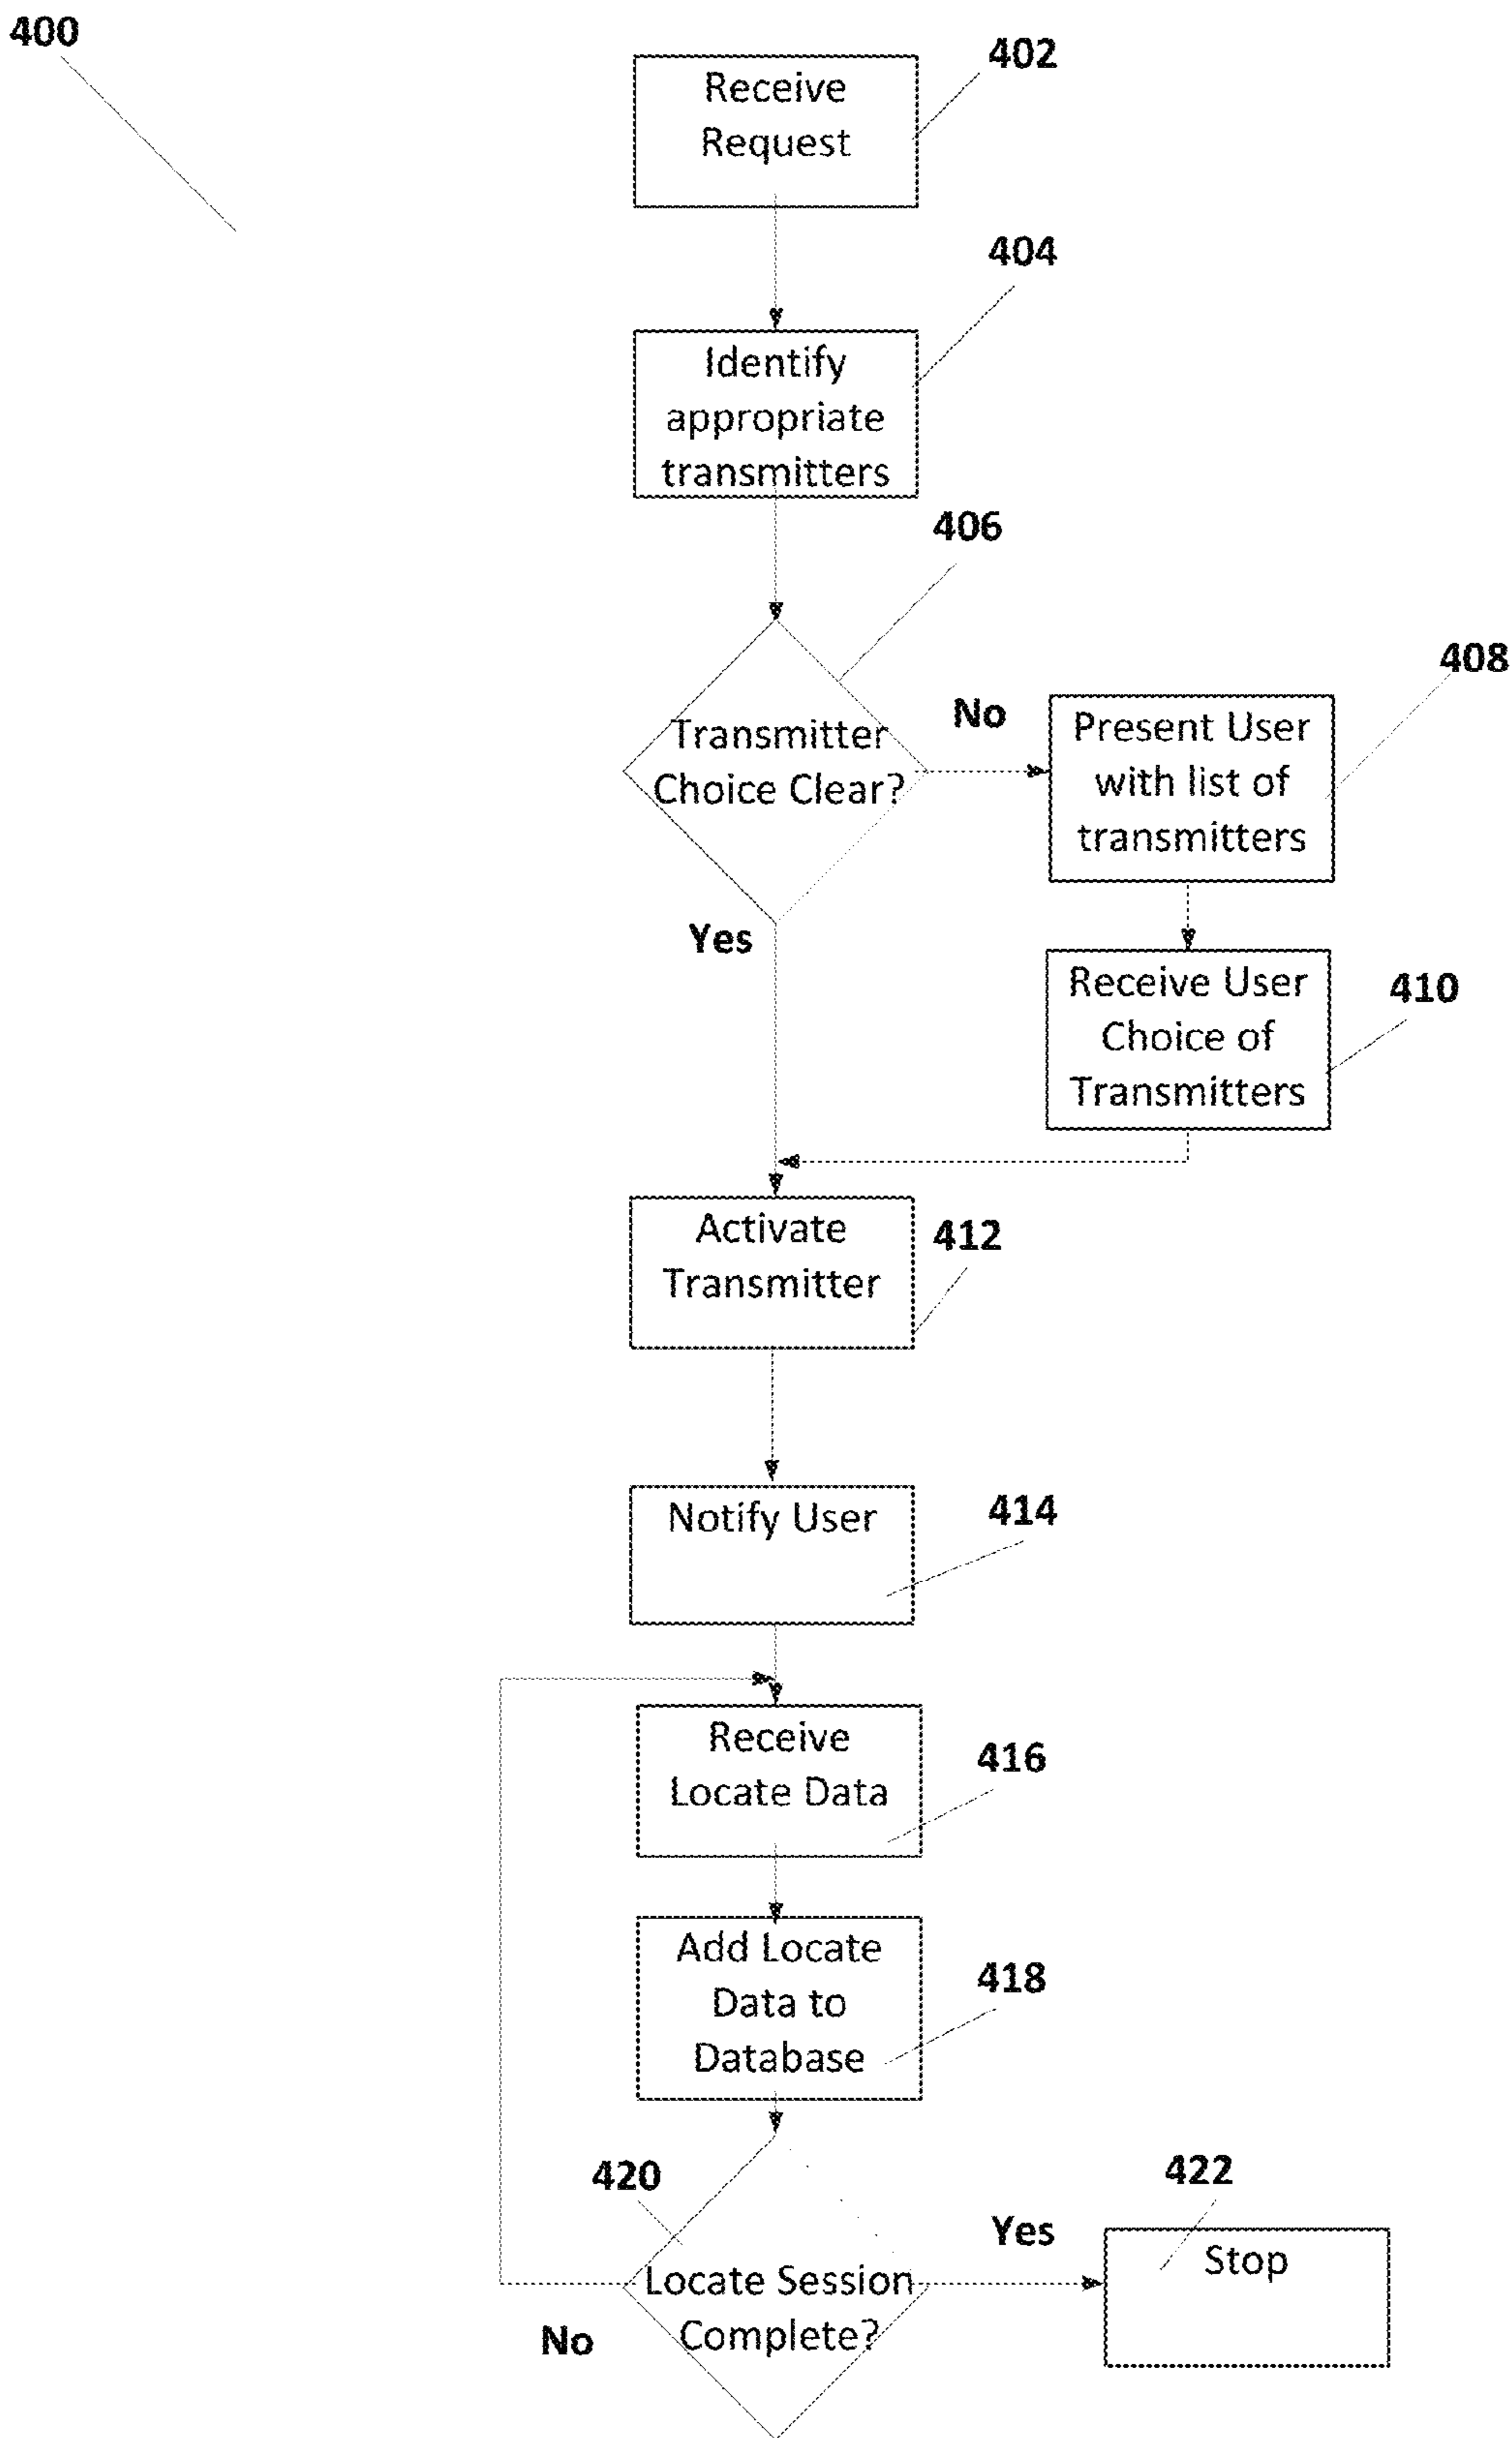 400
402
Receive
Request
404
Identify
appropriate
transmitters
406
408
No
Transmitter
Choice Clear?
Present User
with list of
transmitters
Yes
Receive User
Choice of
Transmitters
410
Activate
Transmitter
412
Notify User
414
Receive
Locate Data
416
Add Locate
Data to
Database
418
420
422
Yes
Locate Session
Complete?
Stop
No